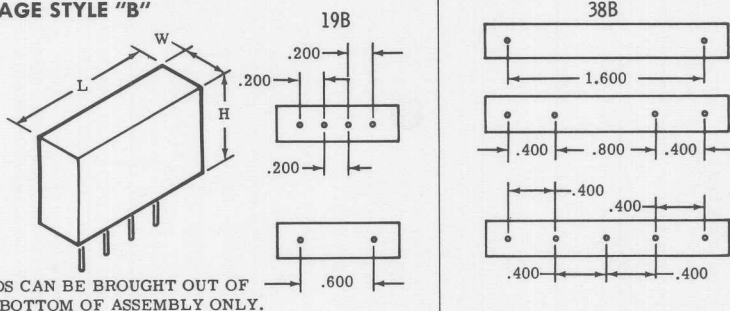 AGE STYLE "B"
W
L
H
19B
.200
.200
.200
.600
DS CAN BE BROUGHT OUT OF
BOTTOM OF ASSEMBLY ONLY.
38B
1.600
.400 .800 .400
.400
.400
.400 .400